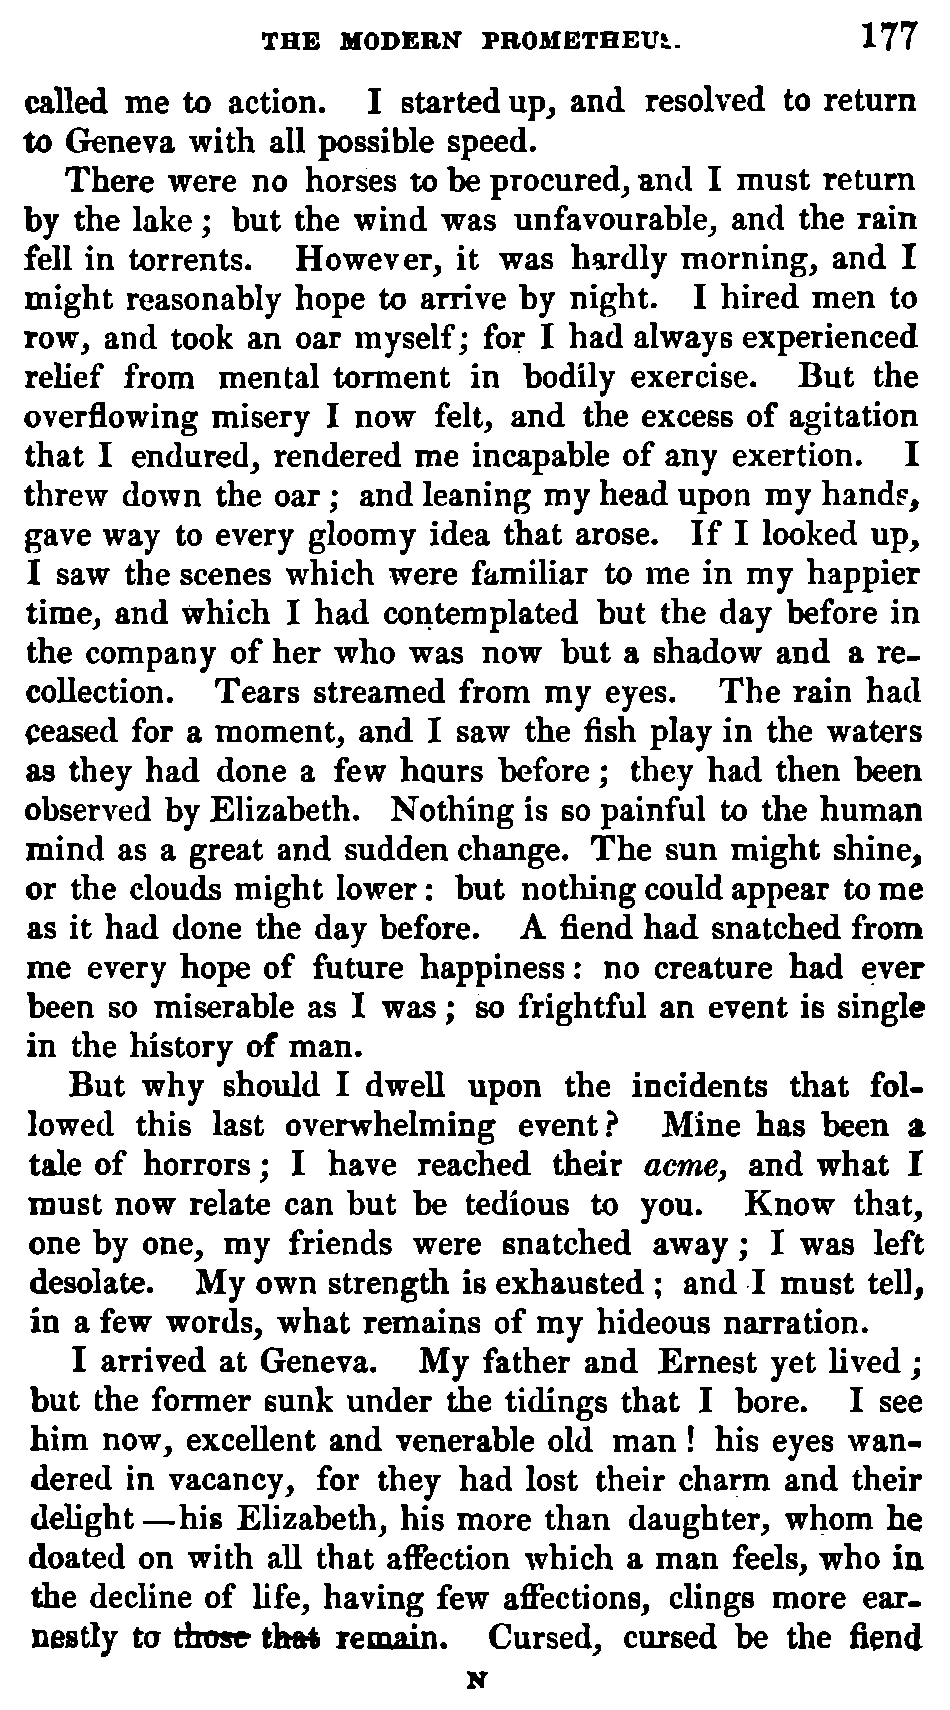 THE MODERN PROMETHEUS. 177
called me to action. I started up, and resolved to return
to Geneva with all possible speed.
There were no horses to be procured, and I must return
by the lake; but the wind was unfavourable, and the rain
fell in torrents. However, it was hardly morning, and I
might reasonably hope to arrive by night. I hired men to
row, and took an oar myself; for I had always experienced
relief from mental torment in bodily exercise. But the
overflowing misery I now felt, and the excess of agitation
that I endured, rendered me incapable of any exertion. I
threw down the oar; and leaning my head upon my hands,
gave way to every gloomy idea that arose. If I looked up,
I saw the scenes which were familiar to me in my happier
time, and which I had contemplated but the day before in
the company of her who was now but a shadow and a re-
collection. Tears streamed from my eyes. The rain had
ceased for a moment, and I saw the fish play in the waters
as they had done a few hours before; they had then been
observed by Elizabeth. Nothing is so painful to the human
mind as a great and sudden change. The sun might shine,
or the clouds might lower: but nothing could appear to me
as it had done the day before. A fiend had snatched from
me every hope of future happiness: no creature had ever
been so miserable as I was; so frightful an event is single
in the history of man.
But why should I dwell upon the incidents that fol-
lowed this last overwhelming event? Mine has been a
tale of horrors; I have reached their acme, and what I
must now relate can but be tedious to you. Know that,
one by one, my friends were snatched away; I was left
desolate. My own strength is exhausted; and I must tell,
in a few words, what remains of my hideous narration.
I arrived at Geneva. My father and Ernest yet lived;
but the former sunk under the tidings that I bore. I see
him now, excellent and venerable old man! his eyes wan-
dered in vacancy, for they had lost their charm and their
delight—his Elizabeth, his more than daughter, whom he
doated on with all that affection which a man feels, who in
the decline of life, having few affections, clings more ear-
nestly to those that remain. Cursed, cursed be the fiend
N